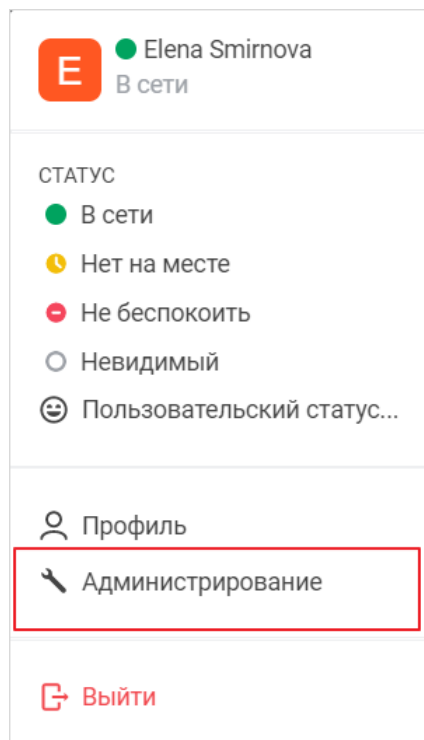 E
Elena Smirnova
В сети
СТАТУС
В сети
Нет на месте
Не беспокоить
Невидимый
Пользовательский статус...
Профиль
Администрирование
Выйти